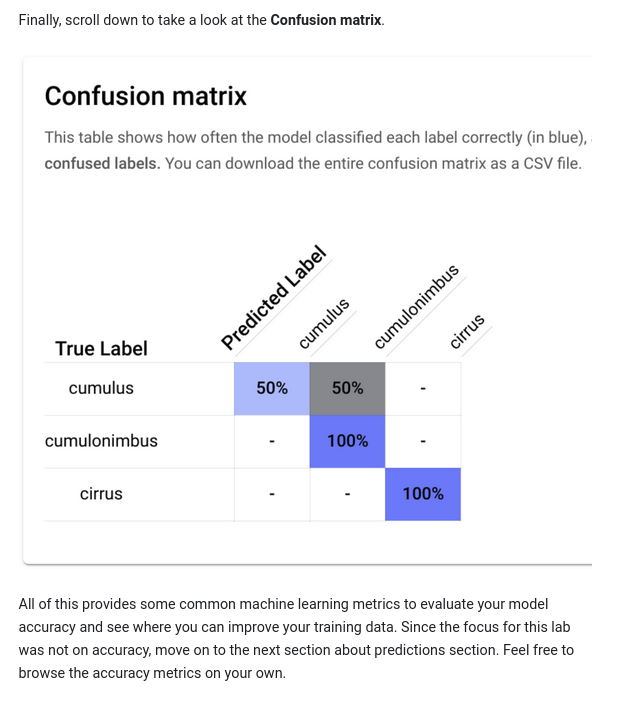 Finally, scroll down to take a look at the Confusion matrix.
Confusion matrix
This table shows how often the model classified each label correctly (in blue),
confused labels. You can download the entire confusion matrix as a CSV file.
True Label Predicted Label cumulus cumulonimbus cirrus
cumulus 50% 50% -
cumulonimbus - 100% -
cirrus - - 100%
All of this provides some common machine learning metrics to evaluate your model
accuracy and see where you can improve your training data. Since the focus for this lab
was not on accuracy, move on to the next section about predictions section. Feel free to
browse the accuracy metrics on your own.